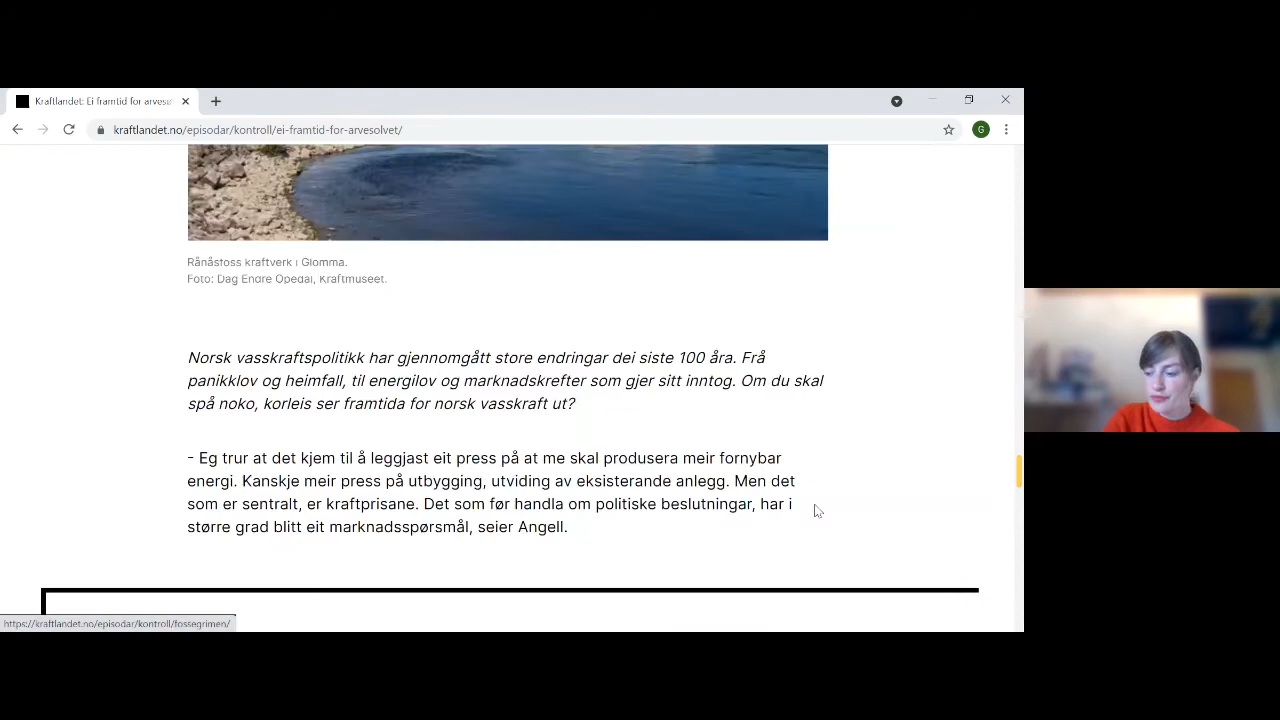 Kraftlandet: Ei framtid for arvesol
kraftlandet.no/episodar/kontroll/ei-framtid-for-arvesolvet/
G
Rånåsfoss kraftverk i Glomma.
Foto: Dag Endre Opedal, Kraftmuseet.
Norsk vasskraftspolitikk har gjennomgått store endringar dei siste 100 åra. Frå
panikklov og heimfall, til energilov og marknadskrefter som gjer sitt inntog. Om du skal
spå noko, korleis ser framtida for norsk vasskraft ut?
- Eg trur at det kjem til å leggjast eit press på at me skal produsera meir fornybar
energi. Kanskje meir press på utbygging, utviding av eksisterande anlegg. Men det
som er sentralt, er kraftprisane. Det som før handla om politiske beslutningar, har i
større grad blitt eit marknadsspørsmål, seier Angell.
https://kraftlandet.no/episodar/kontroll/fossegrimen/